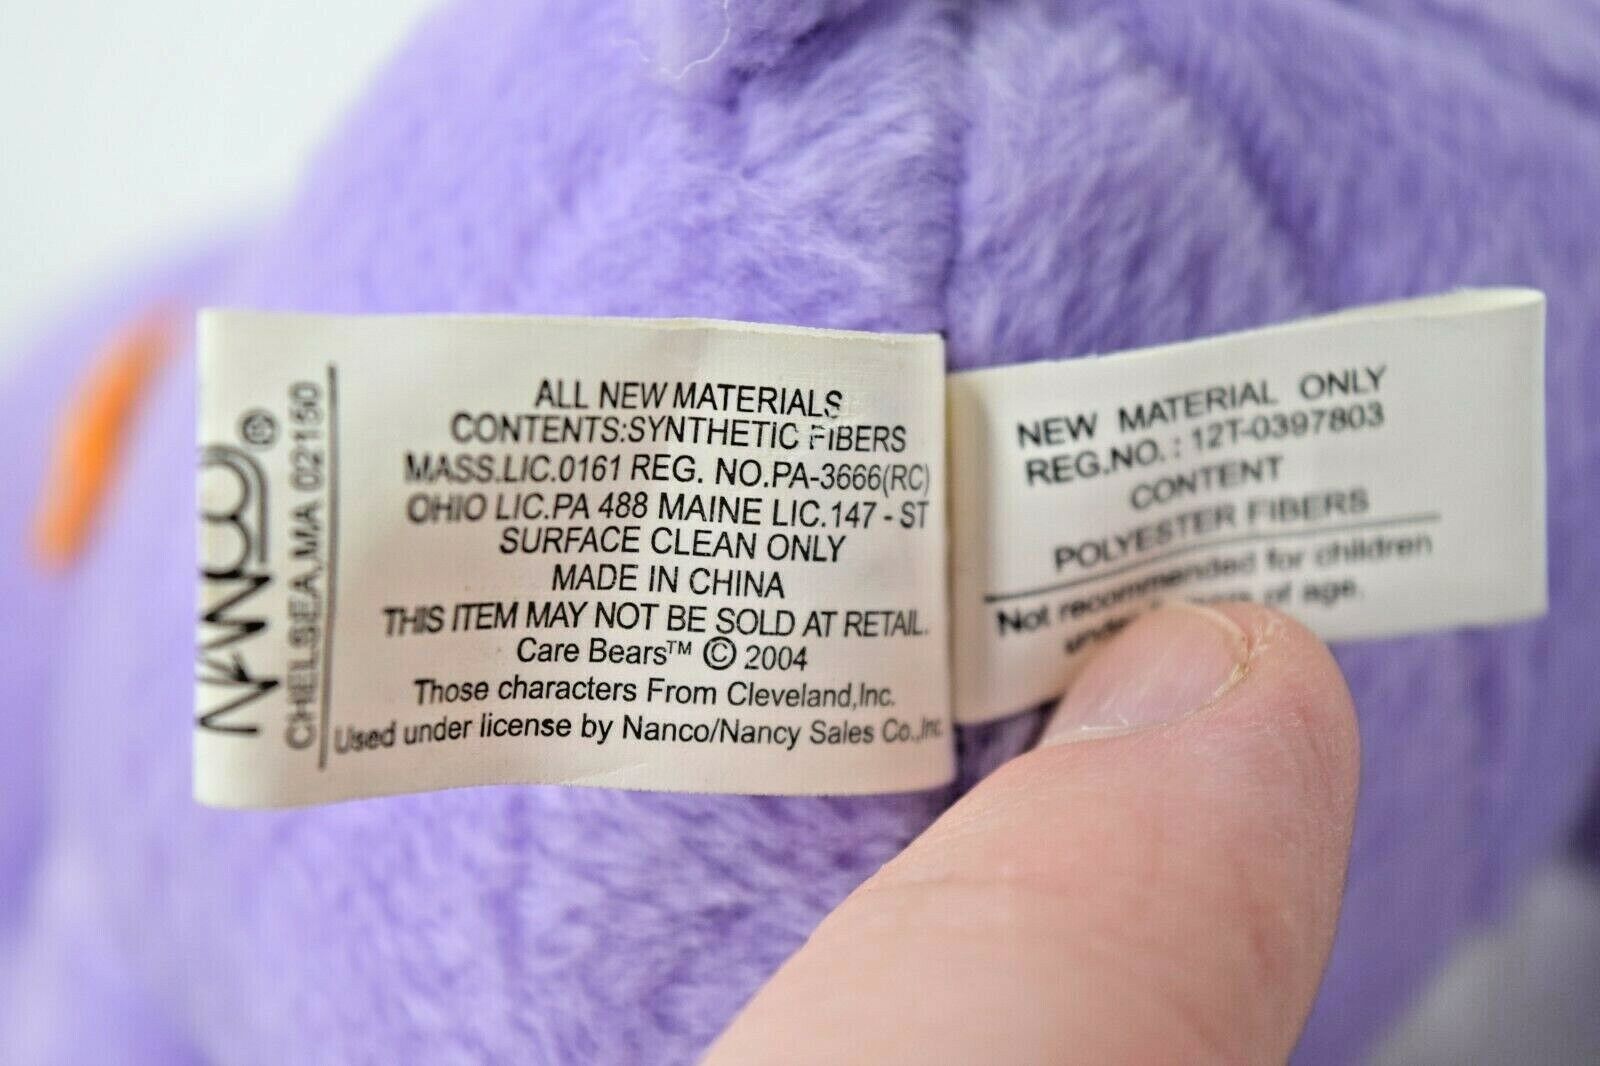 NANCO®
CHELSEA,MA 02150
ALL NEW MATERIALS
CONTENTS:SYNTHETIC FIBERS
MASS.LIC.0161 REG. NO.PA-3666(RC)
OHIO LIC.PA 488 MAINE LIC.147 - ST
SURFACE CLEAN ONLY
MADE IN CHINA
THIS ITEM MAY NOT BE SOLD AT RETAIL.
Care Bears™ © 2004
Those characters From Cleveland,Inc.
Used under license by Nanco/Nancy Sales Co.,Inc
NEW MATERIAL ONLY
REG.NO. : 12T-0397803
CONTENT
POLYESTER FIBERS
Not recommended for children
of age.